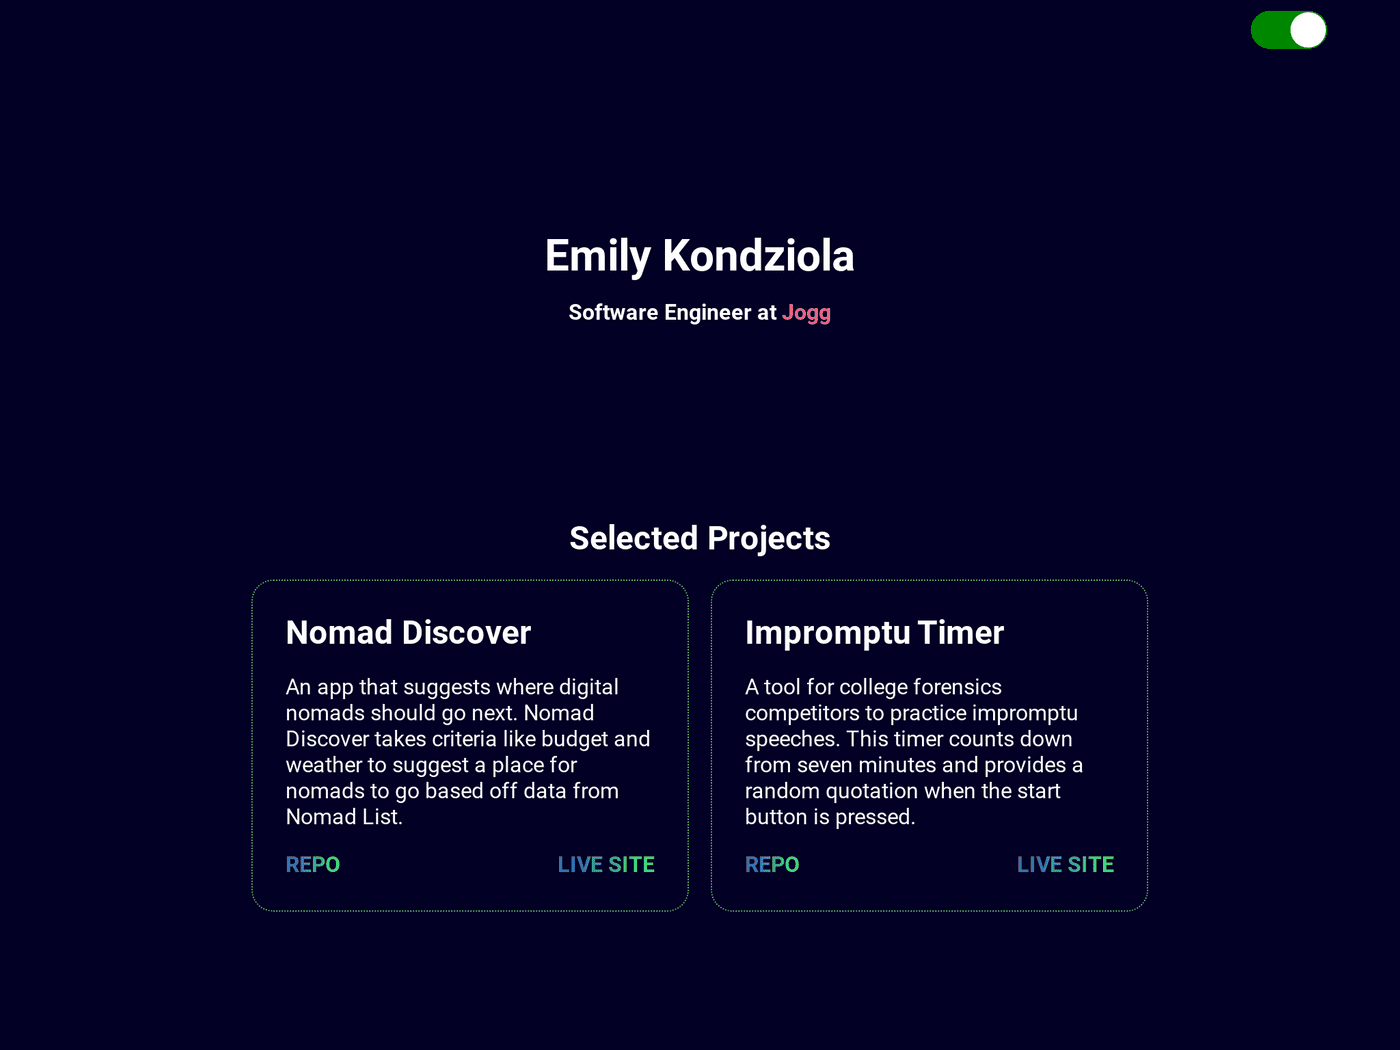 Emily Kondziola
Software Engineer at Jogg
Selected Projects
Nomad Discover
An app that suggests where digital
nomads should go next. Nomad
Discover takes criteria like budget and
weather to suggest a place for
nomads to go based off data from
Nomad List.
REPO LIVE SITE
Impromptu Timer
A tool for college forensics
competitors to practice impromptu
speeches. This timer counts down
from seven minutes and provides a
random quotation when the start
button is pressed.
REPO LIVE SITE